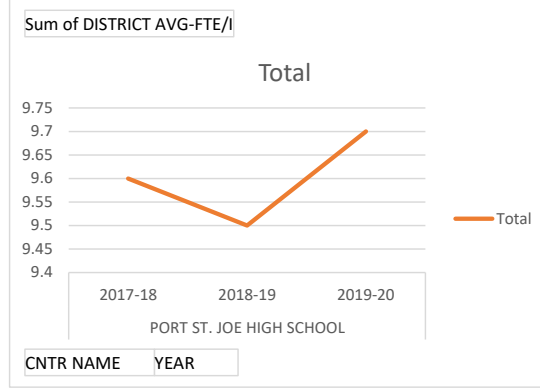 Sum of DISTRICT AVG-FTE/I
Total
9.75
9.7
9.65
9.6
9.55
9.5
9.45
9.4
Total
2017-18 2018-19 2019-20
PORT ST. JOE HIGH SCHOOL
CNTR NAME YEAR